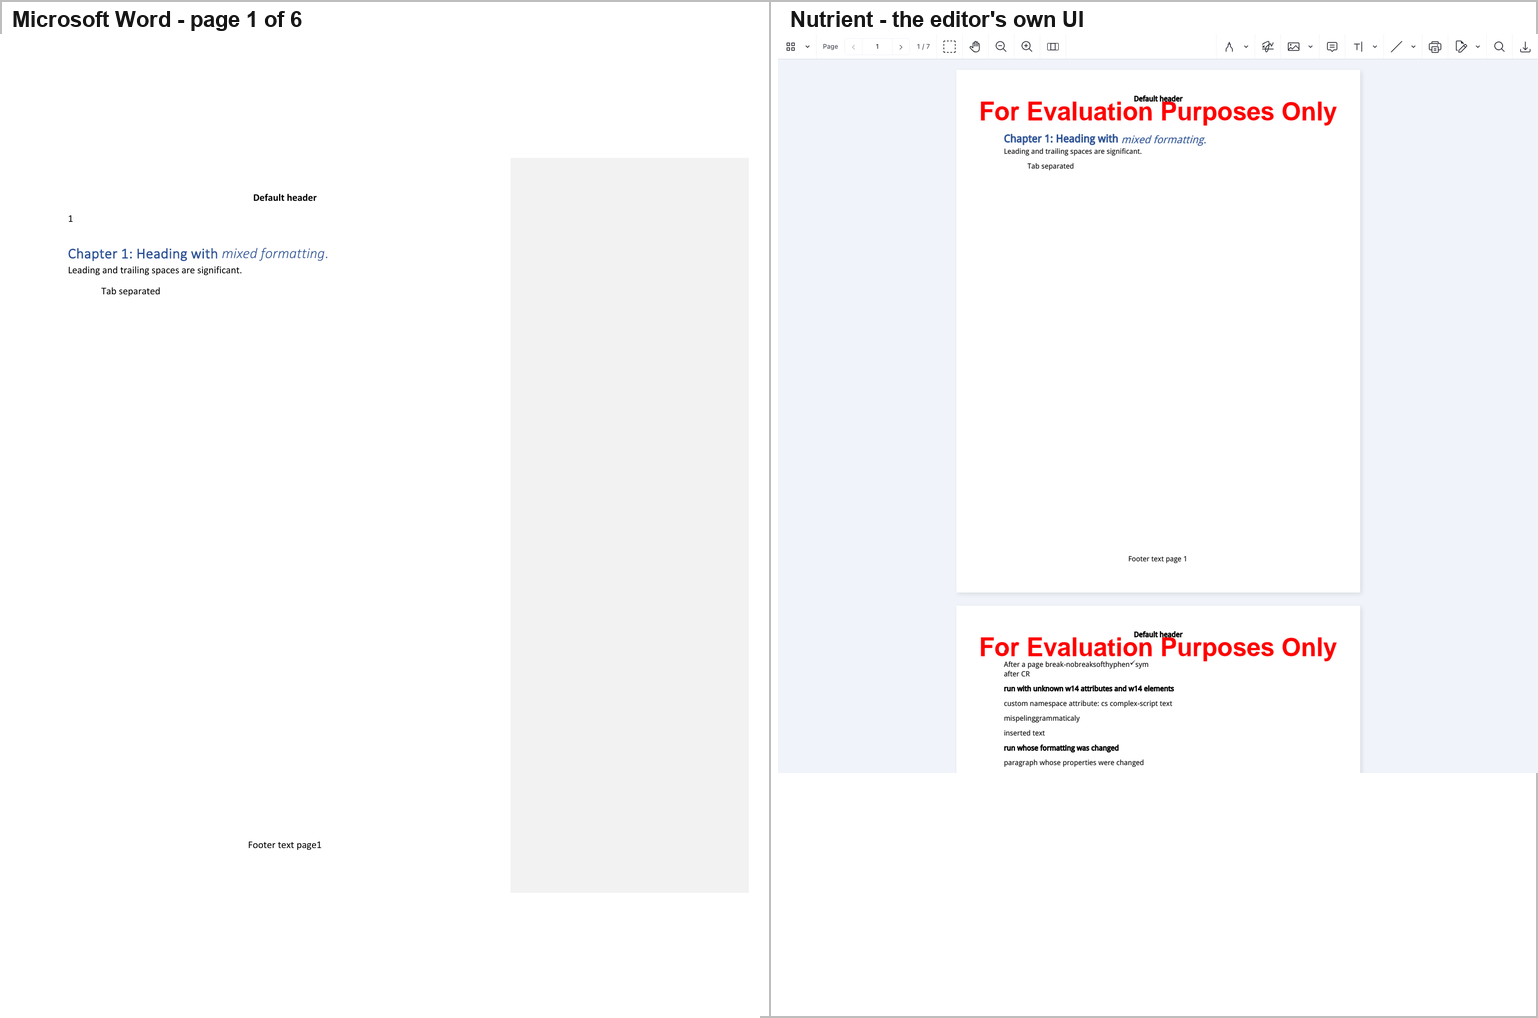 Microsoft Word - page 1 of 6
Default header
1
Chapter 1: Heading with mixed formatting.
Leading and trailing spaces are significant.
Tab separated
Footer text page1
Nutrient - the editor's own UI
Page 1 1 / 7
Default header
For Evaluation Purposes Only
Chapter 1: Heading with mixed formatting.
Leading and trailing spaces are significant.
Tab separated
Footer text page 1
Default header
For Evaluation Purposes Only
After a page break-nobreaksofthyphen✓sym
after CR
run with unknown w14 attributes and w14 elements
custom namespace attribute: cs complex-script text
mispelinggrammaticaly
inserted text
run whose formatting was changed
paragraph whose properties were changed